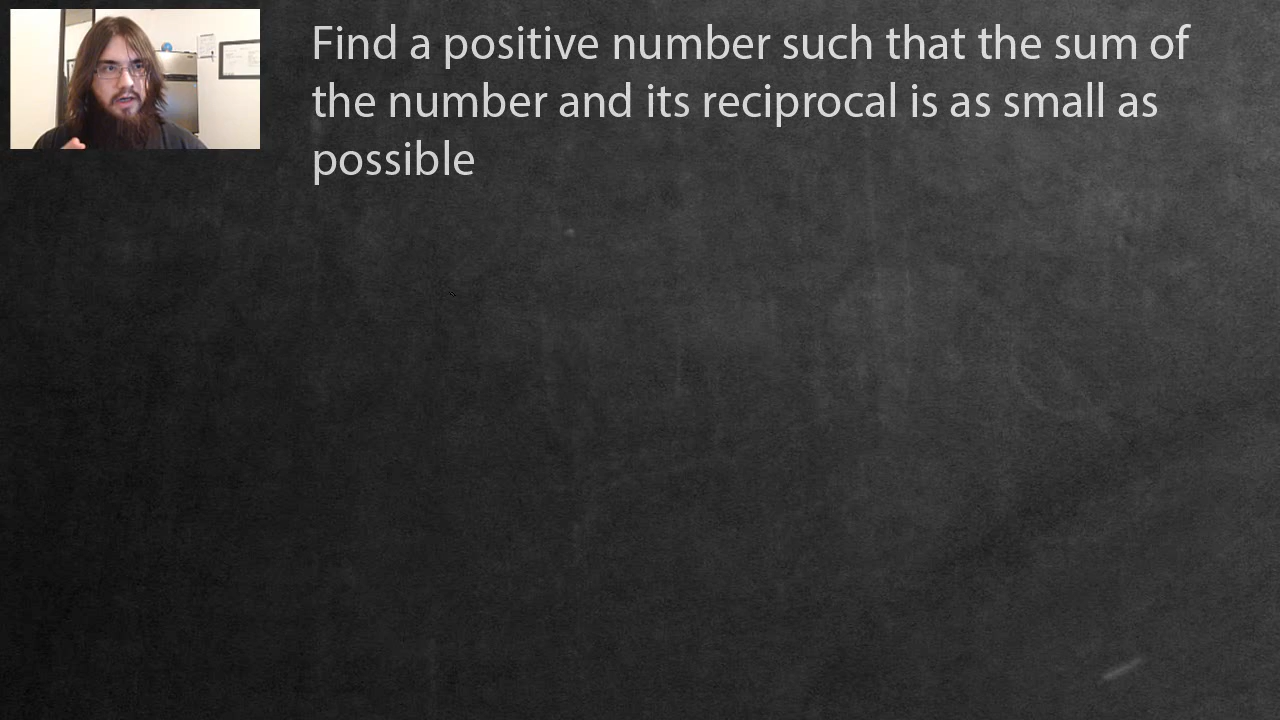 Find a positive number such that the sum of
the number and its reciprocal is as small as
possible